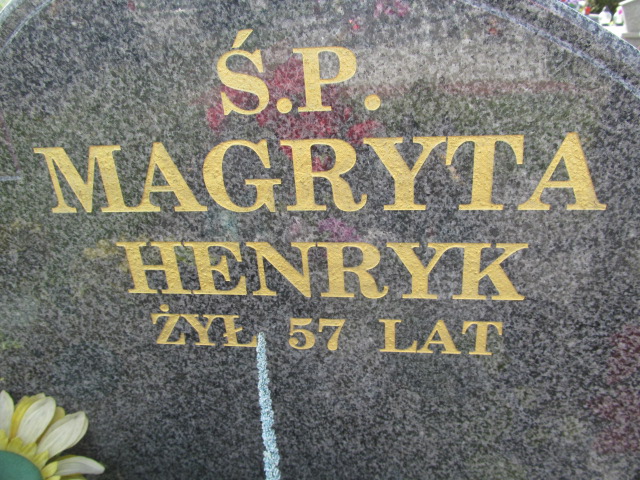 Ś.P.
MAGRYTA
HENRYK
ŻYŁ 57 LAT